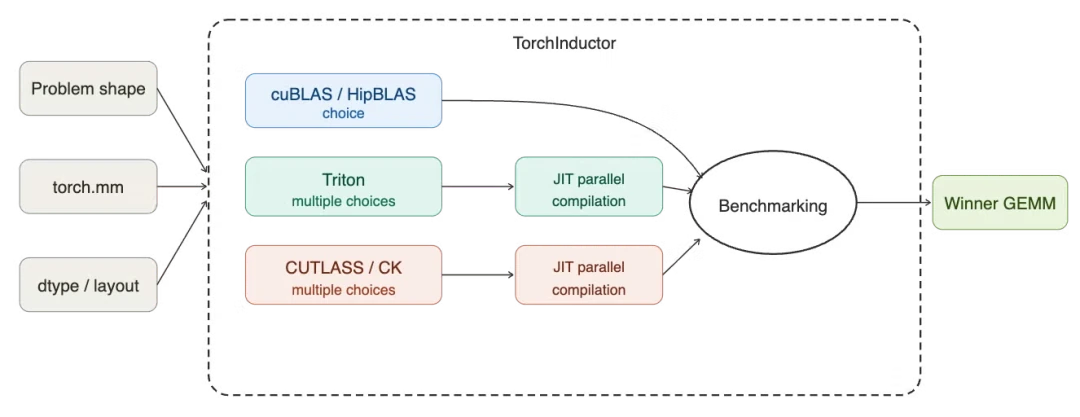 TorchInductor
Problem shape
torch.mm
dtype / layout
cuBLAS / HipBLAS
choice
Triton
multiple choices
JIT parallel
compilation
CUTLASS / CK
multiple choices
JIT parallel
compilation
Benchmarking
Winner GEMM